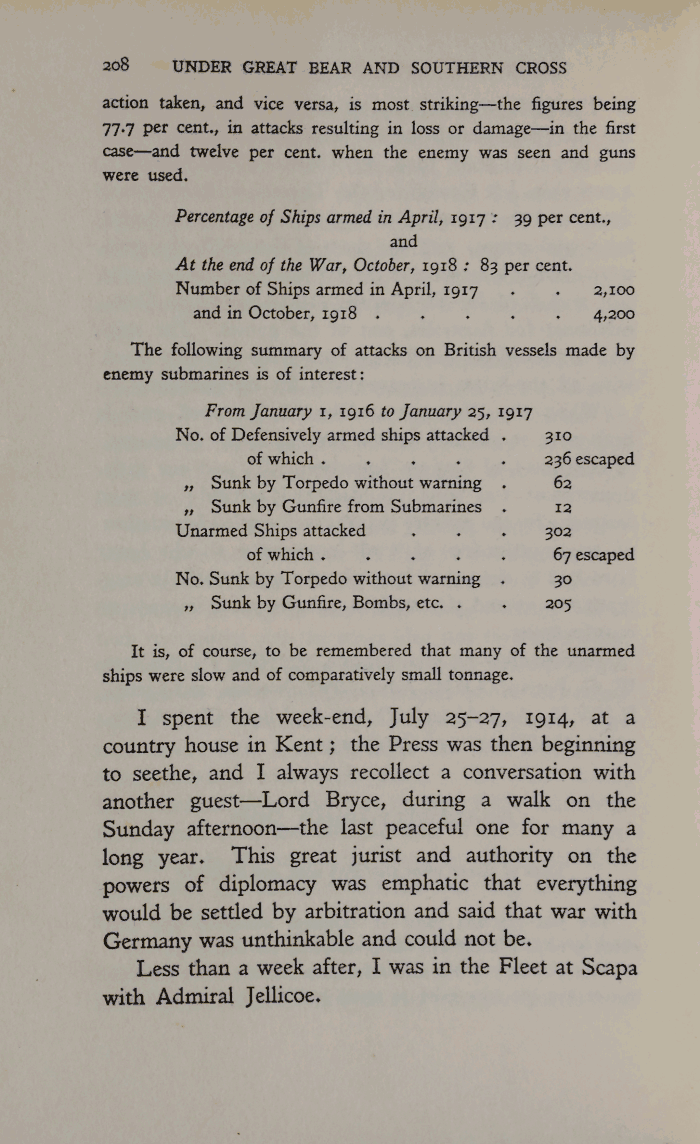 208 UNDER GREAT BEAR AND SOUTHERN CROSS
action taken, and vice versa, is most striking—the figures being
77·7 per cent., in attacks resulting in loss or damage—in the first
case—and twelve per cent. when the enemy was seen and guns
were used.
Percentage of Ships armed in April, 1917 : 39 per cent.,
and
At the end of the War, October, 1918 : 83 per cent.
Number of Ships armed in April, 1917 . . 2,100
and in October, 1918 . . . . . 4,200
The following summary of attacks on British vessels made by
enemy submarines is of interest:
From January 1, 1916 to January 25, 1917
No. of Defensively armed ships attacked . 310
of which . . . . . 236 escaped
„ Sunk by Torpedo without warning . 62
„ Sunk by Gunfire from Submarines . 12
Unarmed Ships attacked . . . 302
of which . . . . . 67 escaped
No. Sunk by Torpedo without warning . 30
„ Sunk by Gunfire, Bombs, etc. . . 205
It is, of course, to be remembered that many of the unarmed
ships were slow and of comparatively small tonnage.
I spent the week-end, July 25–27, 1914, at a
country house in Kent ; the Press was then beginning
to seethe, and I always recollect a conversation with
another guest—Lord Bryce, during a walk on the
Sunday afternoon—the last peaceful one for many a
long year. This great jurist and authority on the
powers of diplomacy was emphatic that everything
would be settled by arbitration and said that war with
Germany was unthinkable and could not be.
Less than a week after, I was in the Fleet at Scapa
with Admiral Jellicoe.